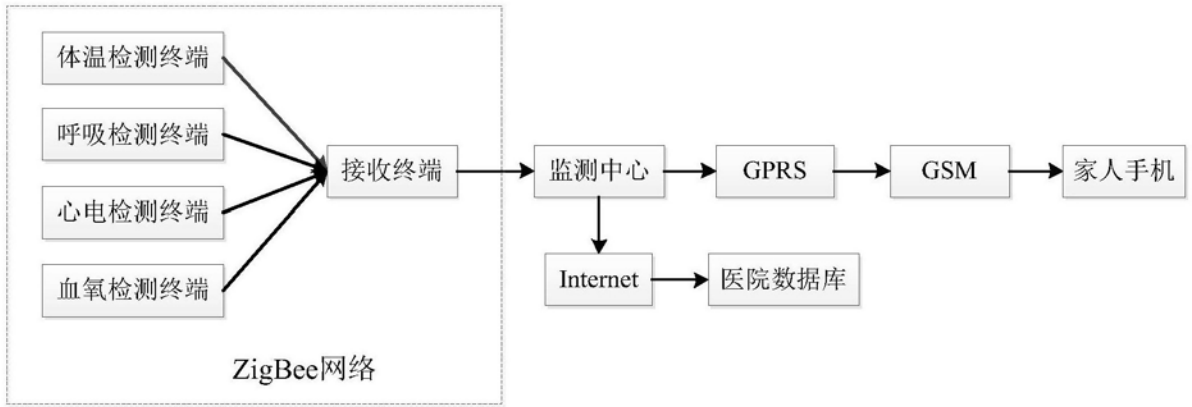 体温检测终端
呼吸检测终端
心电检测终端
血氧检测终端
接收终端
监测中心
GPRS
GSM
家人手机
Internet
医院数据库
ZigBee网络